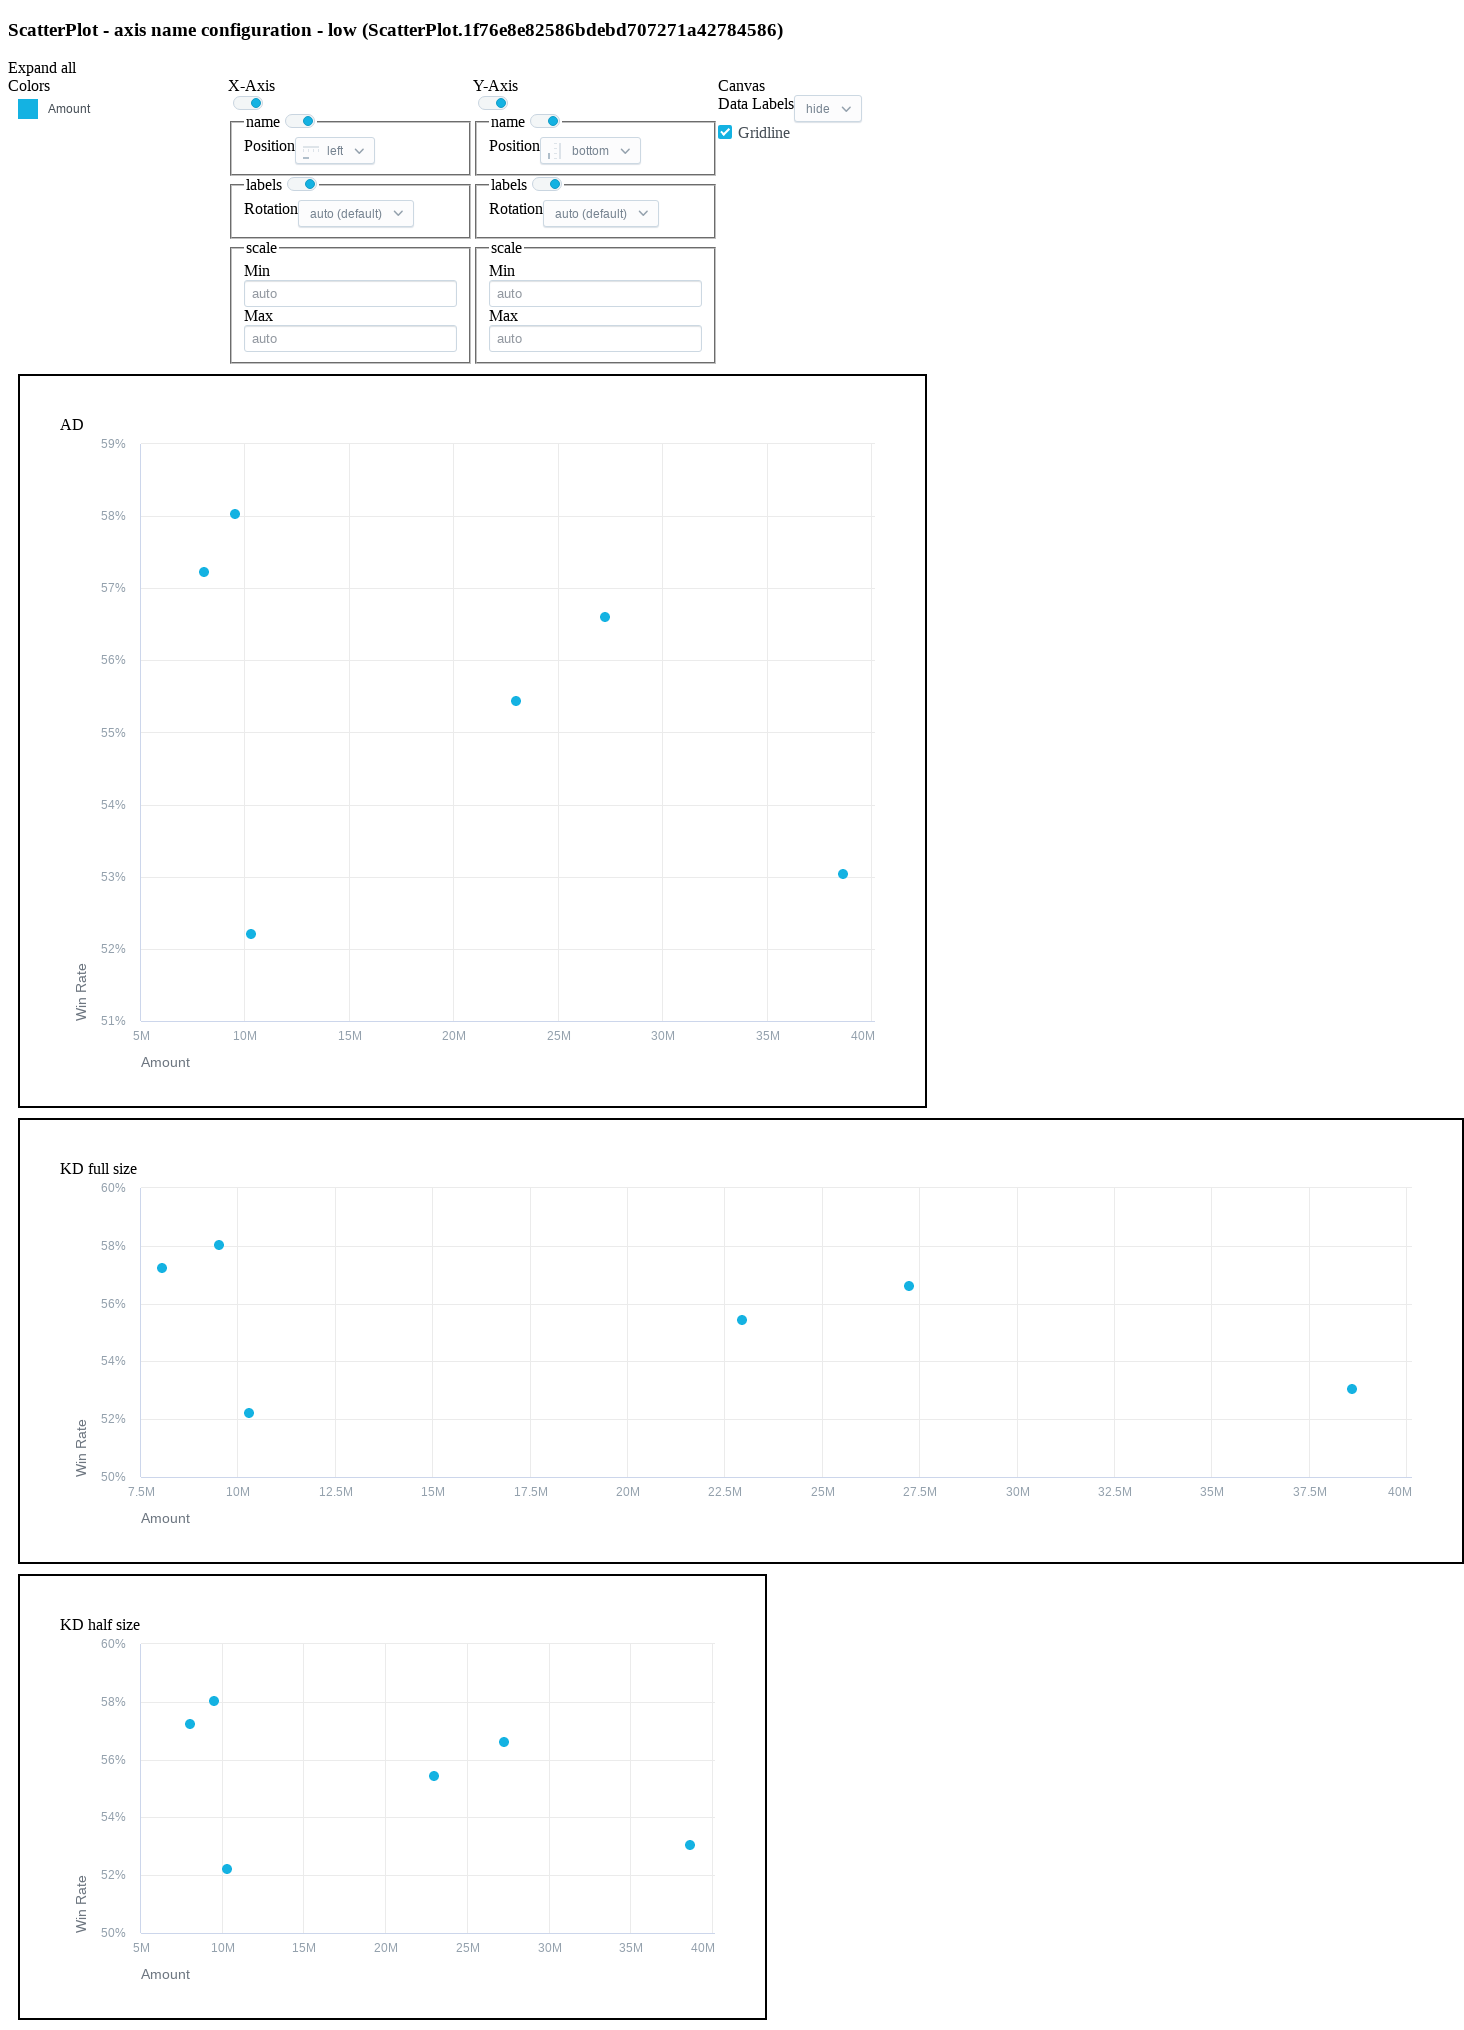 ScatterPlot - axis name configuration - low (ScatterPlot.1f76e8e82586bdebd707271a42784586)
Expand all
Colors
Amount
X-Axis
name
Position left
labels
Rotation auto (default)
scale
Min
auto
Max
auto
Y-Axis
name
Position bottom
labels
Rotation auto (default)
scale
Min
auto
Max
auto
Canvas
Data Labels hide
Gridline
AD
59%
58%
57%
56%
55%
54%
53%
52%
51%
Win Rate
5M 10M 15M 20M 25M 30M 35M 40M
Amount
KD full size
60%
58%
56%
54%
52%
50%
Win Rate
7.5M 10M 12.5M 15M 17.5M 20M 22.5M 25M 27.5M 30M 32.5M 35M 37.5M 40M
Amount
KD half size
60%
58%
56%
54%
52%
50%
Win Rate
5M 10M 15M 20M 25M 30M 35M 40M
Amount